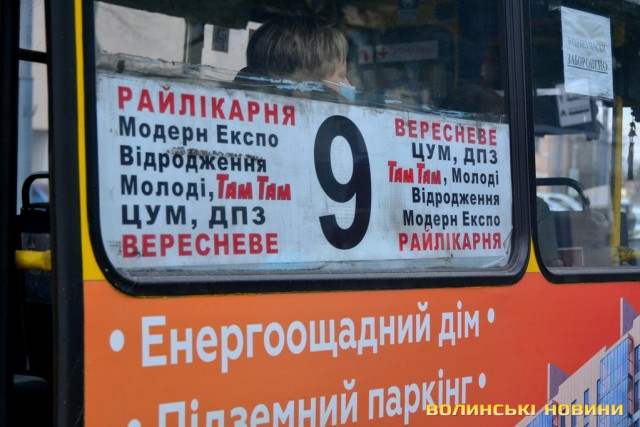 РАЙЛІКАРНЯ
Модерн Експо
Відродження
Молоді, ТАМ ТАМ
ЦУМ, ДПЗ
ВЕРЕСНЕВЕ
9
ВЕРЕСНЕВЕ
ЦУМ, ДПЗ
ТАМ ТАМ, Молоді
Відродження
Модерн Експо
РАЙЛІКАРНЯ
ЗАБОРОНЕНО
• Енергоощадний дім •
• Підземний паркінг •
ВОЛИНСЬКІ НОВИНИ